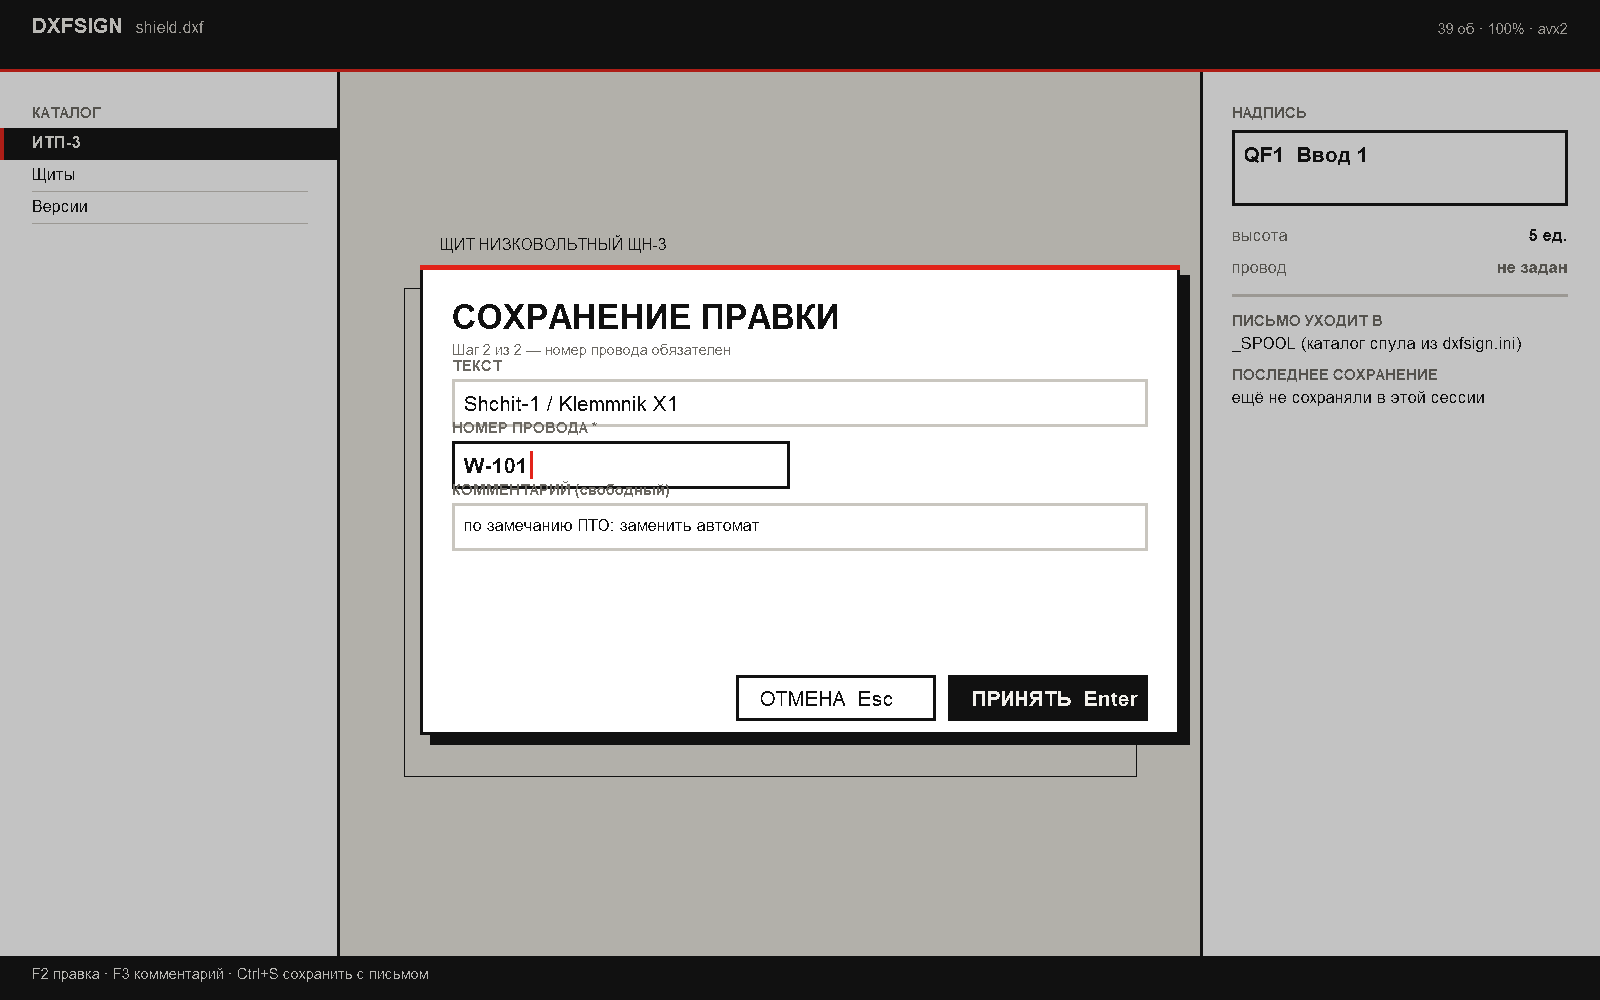 DXFSIGN shield.dxf
39 об · 100% · avx2
КАТАЛОГ
ИТП-3
Щиты
Версии
ЩИТ НИЗКОВОЛЬТНЫЙ ЩН-3
СОХРАНЕНИЕ ПРАВКИ
Шаг 2 из 2 — номер провода обязателен
ТЕКСТ
Shchit-1 / Klemmnik X1
НОМЕР ПРОВОДА *
W-101
КОММЕНТАРИЙ (свободный)
по замечанию ПТО: заменить автомат
ОТМЕНА Esc
ПРИНЯТЬ Enter
НАДПИСЬ
QF1 Ввод 1
высота 5 ед.
провод не задан
ПИСЬМО УХОДИТ В
_SPOOL (каталог спула из dxfsign.ini)
ПОСЛЕДНЕЕ СОХРАНЕНИЕ
ещё не сохраняли в этой сессии
F2 правка · F3 комментарий · Ctrl+S сохранить с письмом